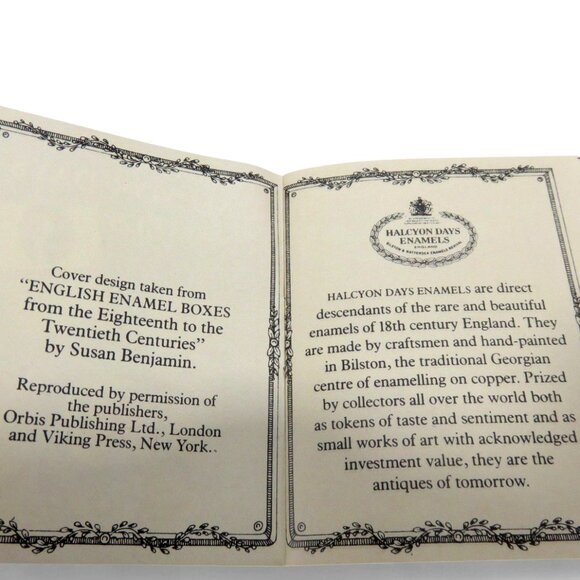 Cover design taken from
"ENGLISH ENAMEL BOXES
from the Eighteenth to the
Twentieth Centuries"
by Susan Benjamin.
Reproduced by permission of
the publishers,
Orbis Publishing Ltd., London
and Viking Press, New York.
HALCYON DAYS
ENAMELS
ENGLAND
BILSTON & BATTERSEA ENAMELS REVIVAL
HALCYON DAYS ENAMELS are direct
descendants of the rare and beautiful
enamels of 18th century England. They
are made by craftsmen and hand-painted
in Bilston, the traditional Georgian
centre of enamelling on copper. Prized
by collectors all over the world both
as tokens of taste and sentiment and as
small works of art with acknowledged
investment value, they are the
antiques of tomorrow.